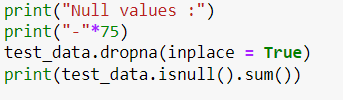 print("Null values :")
print("-"*75)
test_data.dropna(inplace = True)
print(test_data.isnull().sum())